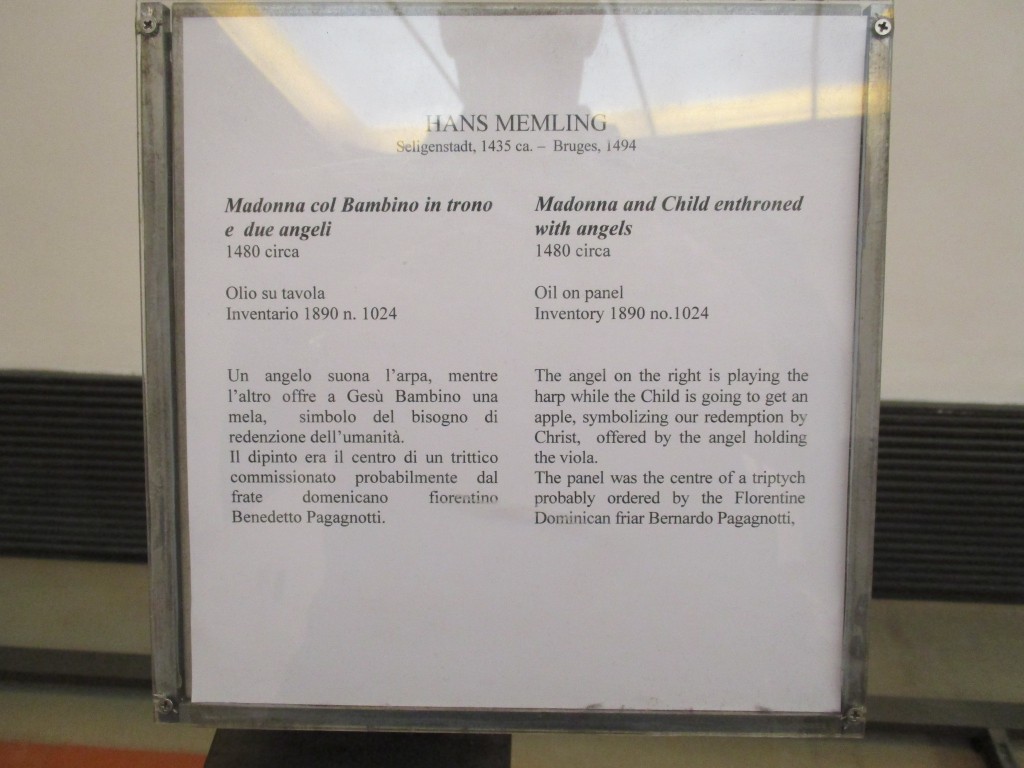 HANS MEMLING
Seligenstadt, 1435 ca. – Bruges, 1494
Madonna col Bambino in trono
e due angeli
1480 circa
Olio su tavola
Inventario 1890 n. 1024
Un angelo suona l'arpa, mentre
l'altro offre a Gesù Bambino una
mela, simbolo del bisogno di
redenzione dell'umanità.
Il dipinto era il centro di un trittico
commissionato probabilmente dal
frate domenicano fiorentino
Benedetto Pagagnotti.
Madonna and Child enthroned
with angels
1480 circa
Oil on panel
Inventory 1890 no.1024
The angel on the right is playing the
harp while the Child is going to get an
apple, symbolizing our redemption by
Christ, offered by the angel holding
the viola.
The panel was the centre of a triptych
probably ordered by the Florentine
Dominican friar Bernardo Pagagnotti,